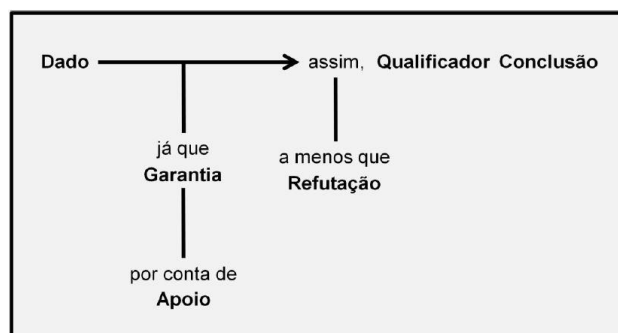 Dado assim, Qualificador Conclusão
já que
Garantia
a menos que
Refutação
por conta de
Apoio